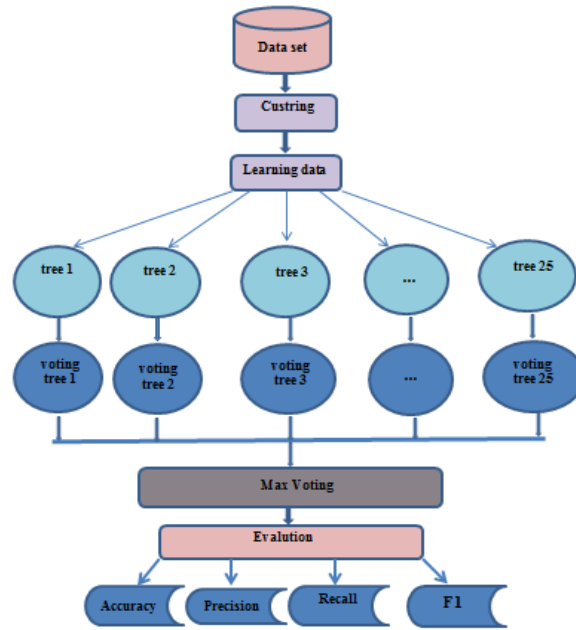 Data set
Custring
Learning data
tree 1
tree 2
tree 3
...
tree 25
voting
tree 1
voting
tree 2
voting
tree 3
...
voting
tree 25
Max Voting
Evalution
Accuracy
Precision
Recall
F1